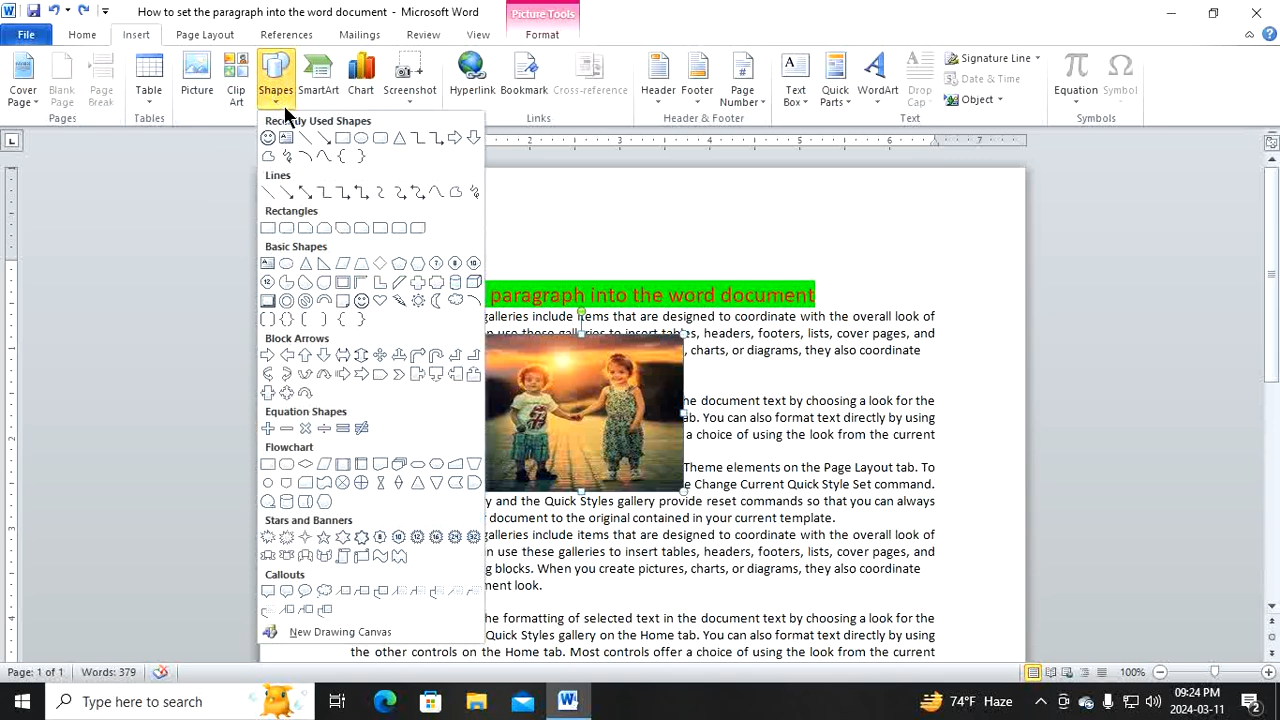 How to set the paragraph into the word document - Microsoft Word
Picture Tools
File Home Insert Page Layout References Mailings Review View Format
Cover Page Blank Page Page Break Table Picture Clip Art Shapes SmartArt Chart Screenshot Hyperlink Bookmark Cross-reference Header Footer Page Number Text Box Quick Parts WordArt Drop Cap Signature Line Date & Time Object Equation Symbol
Pages Tables Links Header & Footer Text Symbols
Recently Used Shapes
Lines
Rectangles
Basic Shapes
Block Arrows
Equation Shapes
Flowchart
Stars and Banners
Callouts
New Drawing Canvas
2 3 4 5 6 7
paragraph into the word document
galleries include items that are designed to coordinate with the overall look of
n use these galleries to insert tables, headers, footers, lists, cover pages, and
, charts, or diagrams, they also coordinate
he document text by choosing a look for the
ab. You can also format text directly by using
a choice of using the look from the current
Theme elements on the Page Layout tab. To
e Change Current Quick Style Set command.
y and the Quick Styles gallery provide reset commands so that you can always
document to the original contained in your current template.
galleries include items that are designed to coordinate with the overall look of
n use these galleries to insert tables, headers, footers, lists, cover pages, and
g blocks. When you create pictures, charts, or diagrams, they also coordinate
ment look.
the formatting of selected text in the document text by choosing a look for the
Quick Styles gallery on the Home tab. You can also format text directly by using
the other controls on the Home tab. Most controls offer a choice of using the look from the current
Page: 1 of 1 Words: 379 100%
Type here to search 74°F Haze 09:24 PM
2024-03-11
2